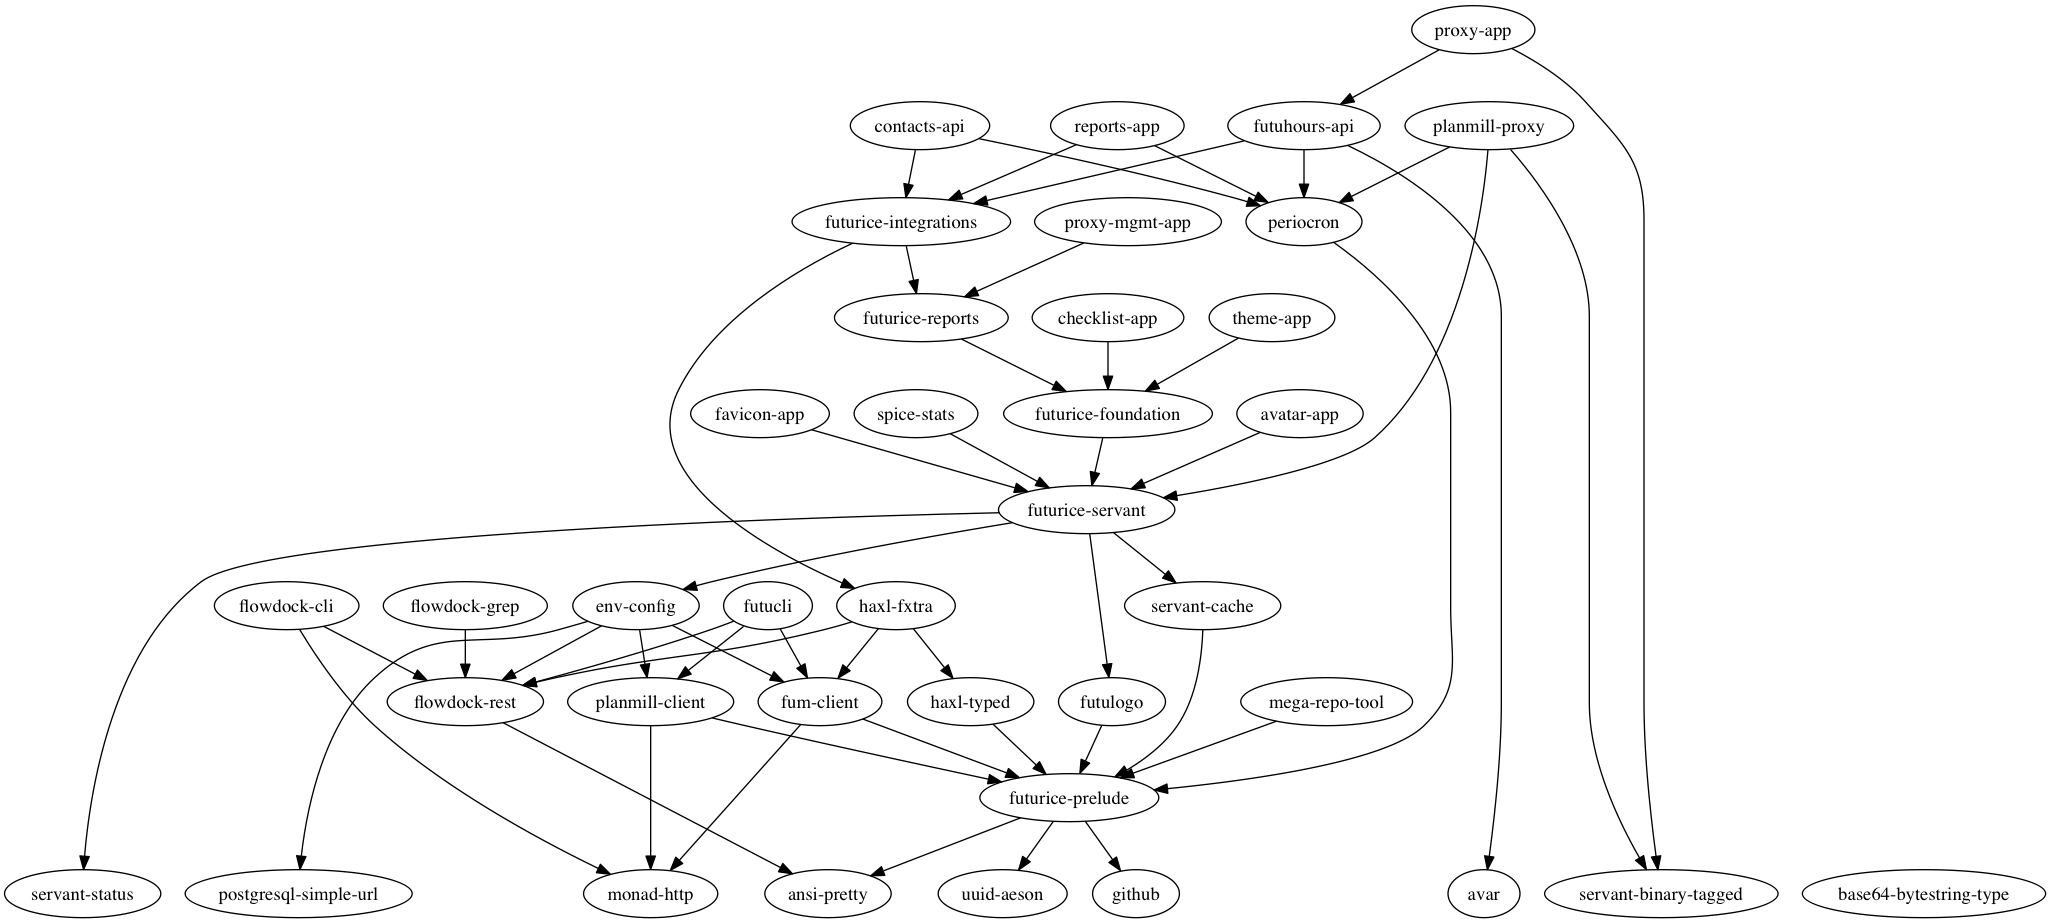 proxy-app
contacts-api
reports-app
futuhours-api
planmill-proxy
futurice-integrations
proxy-mgmt-app
periocron
futurice-reports
checklist-app
theme-app
favicon-app
spice-stats
futurice-foundation
avatar-app
futurice-servant
flowdock-cli
flowdock-grep
env-config
futucli
haxl-fxtra
servant-cache
flowdock-rest
planmill-client
fum-client
haxl-typed
futulogo
mega-repo-tool
futurice-prelude
servant-status
postgresql-simple-url
monad-http
ansi-pretty
uuid-aeson
github
avar
servant-binary-tagged
base64-bytestring-type